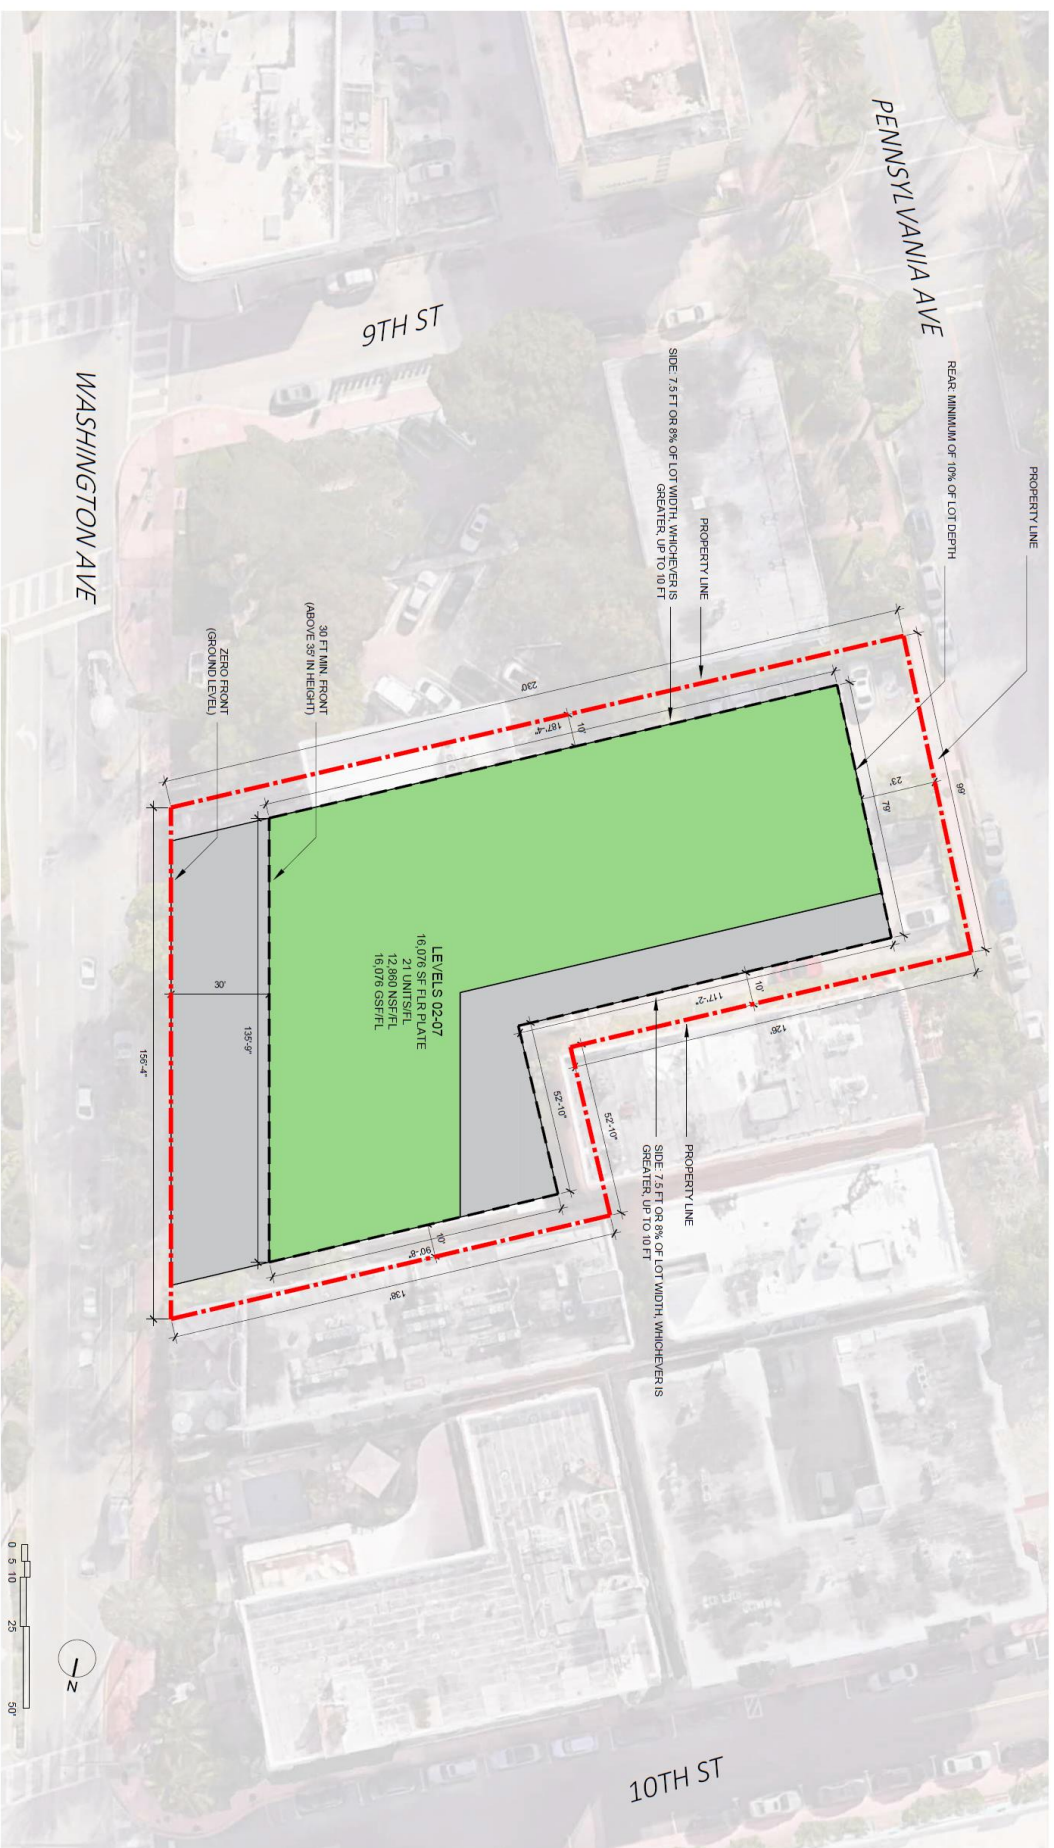 PENNSYLVANIA AVE
9TH ST
WASHINGTON AVE
10TH ST
PROPERTY LINE
REAR: MINIMUM OF 10% OF LOT DEPTH
PROPERTY LINE
SIDE: 7.5 FT OR 8% OF LOT WIDTH, WHICHEVER IS
GREATER, UP TO 10 FT
30 FT MIN. FRONT
(ABOVE 35' IN HEIGHT)
ZERO FRONT
(GROUND LEVEL)
230'
187'-4"
10'
99'
23'
79'
LEVELS 02-07
16,076 SF FLR PLATE
21 UNITS/FL
12,860 NSF/FL
16,076 GSF/FL
10'
117'-2"
126'
52'-10"
52'-10"
PROPERTY LINE
SIDE: 7.5 FT OR 8% OF LOT WIDTH, WHICHEVER IS
GREATER, UP TO 10 FT
10'
90'-8"
138'
30'
135'-9"
156'-4"
0 5 10 25 50'
N